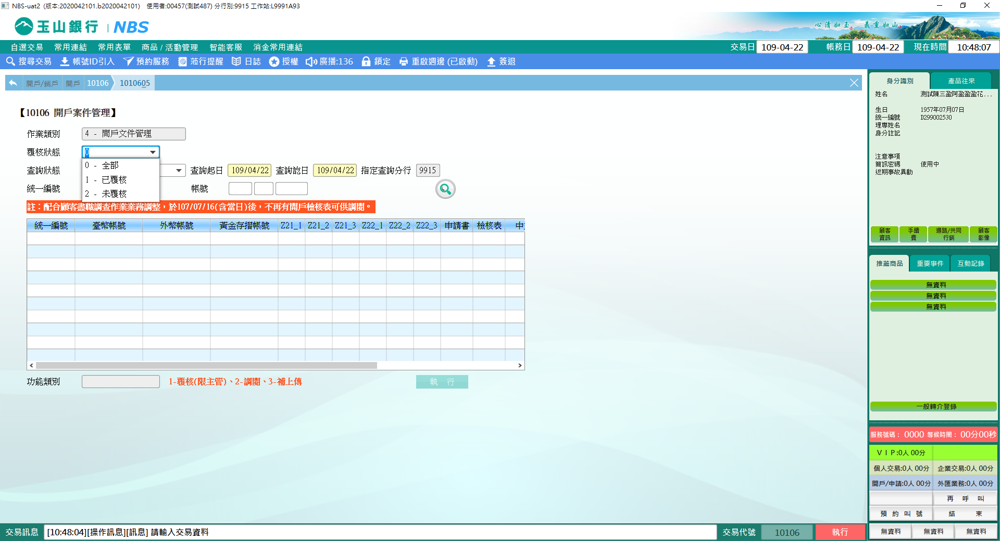 NBS-uat2 (版本:2020042101.b2020042101) 使用者:00457(測試487) 分行別:9915 工作站:L9991A93
玉山銀行 | NBS
心清如玉 義重如山
自選交易 常用連結 常用表單 商品 / 活動管理 智能客服 消金常用連結 交易日 109-04-22 帳務日 109-04-22 現在時間 10:48:07
搜尋交易 帳號ID引入 預約服務 蒞行提醒 日誌 授權 廣播:136 鎖定 重啟週邊 (已啟動) 簽退
開戶/銷戶 開戶 10106 1010605
【10106 開戶案件管理】
作業類別 4 - 開戶文件管理
覆核狀態 0
0 - 全部
1 - 已覆核
2 - 未覆核
查詢狀態 查詢起日 109/04/22 查詢訖日 109/04/22 指定查詢分行 9915
統一編號 帳號
註：配合顧客盡職調查作業業務調整，於107/07/16(含當日)後，不再有開戶檢核表可供調閱。
統一編號 臺幣帳號 外幣帳號 黃金存摺帳號 Z21_1 Z21_2 Z21_3 Z22_1 Z22_2 Z22_3 申請書 檢核表
功能類別 1-覆核(限主管)、2-調閱、3-補上傳 執 行
身分識別 產品往來
姓名 測試陳三盈阿盈盈盈花...
生日 1957年07月07日
統一編號 D299002530
理專姓名
身分註記
注意事項
簡訊密碼 使用中
近期事故異動
顧客資訊 手續費 通路/共同行銷 顧客影像
推薦商品 重要事件 互動記錄
無資料
無資料
無資料
一般轉介登錄
服務號碼： 0000 等候時間： 00分00秒
ＶＩＰ:0人 00分
個人交易:0人 00分 企業交易:0人 00分
開戶/申請:0人 00分 外匯業務:0人 00分
再 呼 叫
預 約 叫 號 結 束
無資料 無資料 無資料
交易訊息 [10:48:04][操作訊息][訊息] 請輸入交易資料 交易代號 10106 執行